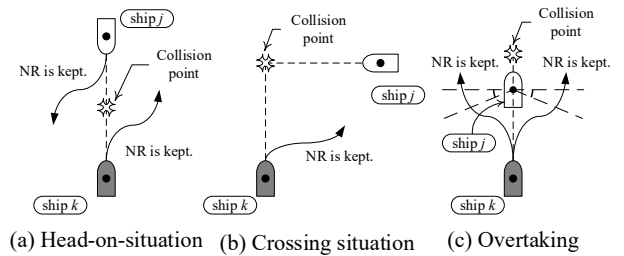 ship j
Collision
point
NR is kept.
NR is kept.
ship k
(a) Head-on-situation
Collision
point
ship j
NR is kept.
ship k
(b) Crossing situation
Collision
point
NR is kept.
NR is kept.
ship j
ship k
(c) Overtaking